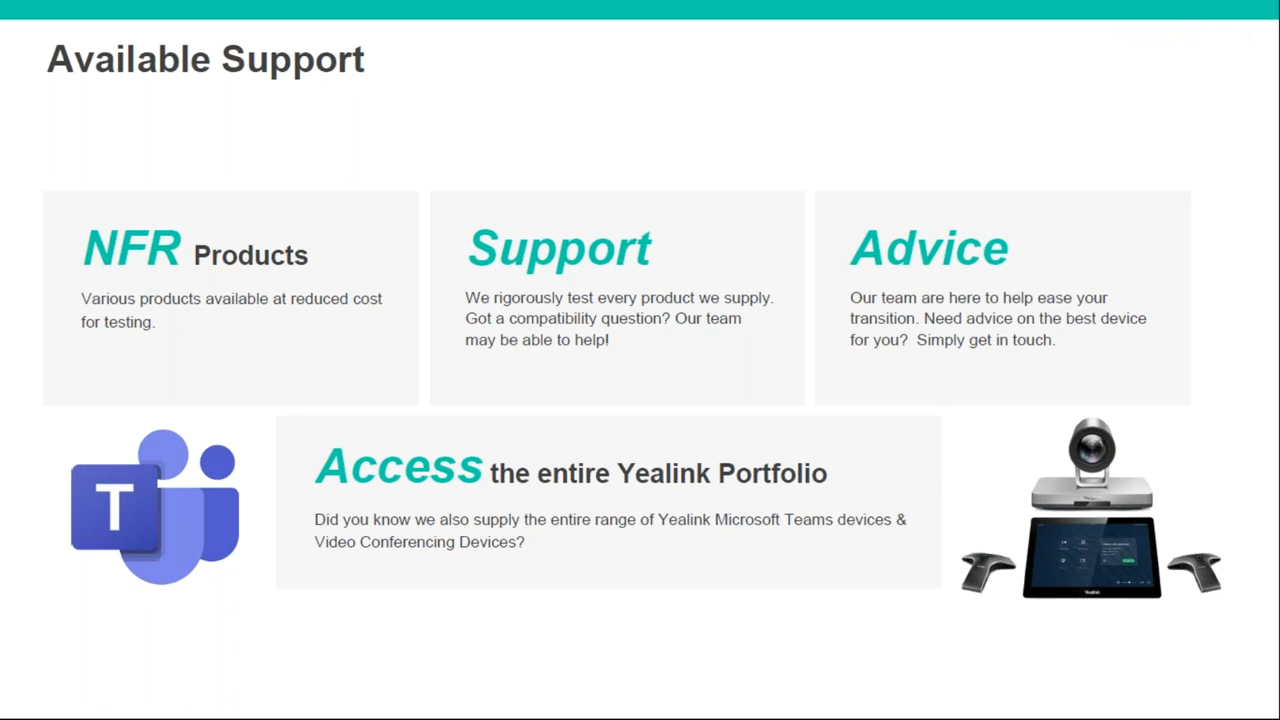 Available Support
NFR Products
Various products available at reduced cost
for testing.
Support
We rigorously test every product we supply.
Got a compatibility question? Our team
may be able to help!
Advice
Our team are here to help ease your
transition. Need advice on the best device
for you?  Simply get in touch.
T
Access the entire Yealink Portfolio
Did you know we also supply the entire range of Yealink Microsoft Teams devices &
Video Conferencing Devices?
Yealink